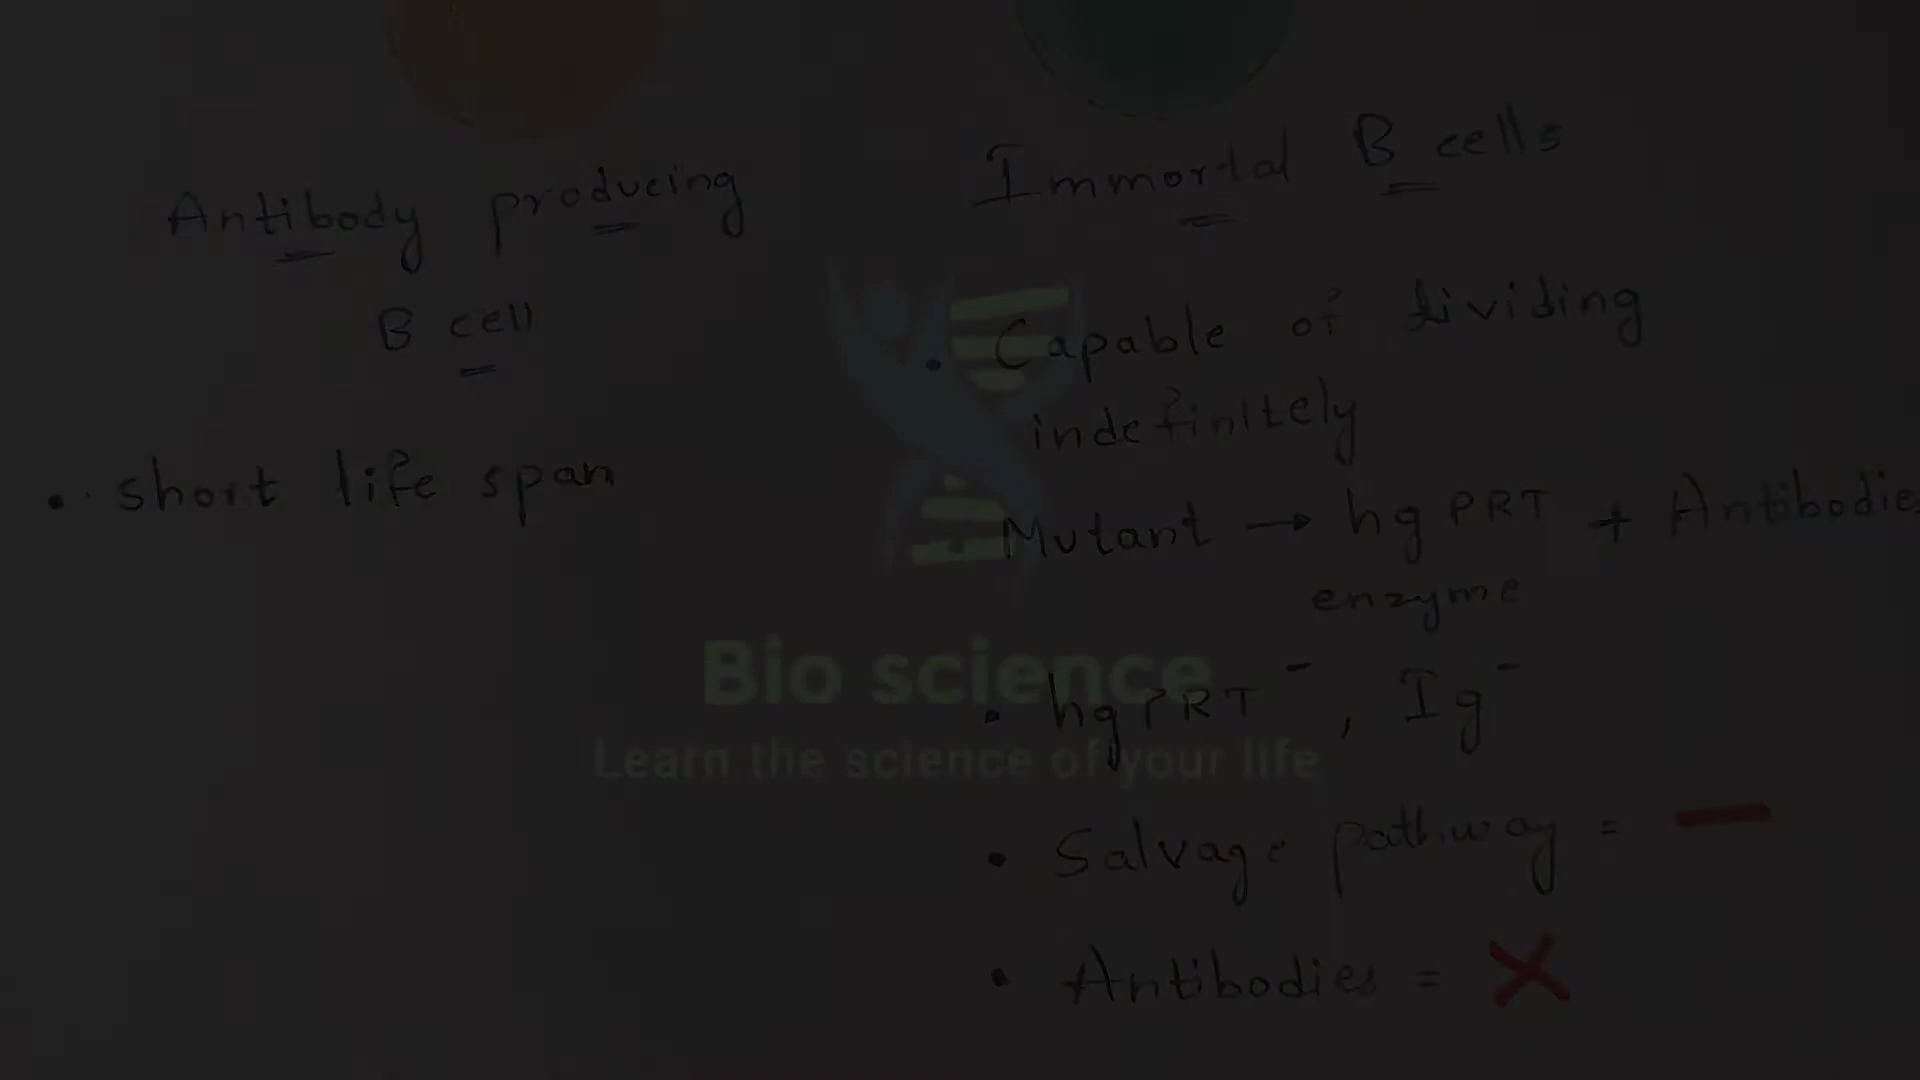 Antibody producing
B cell
• short life span
Immortal B cells
• Capable of dividing
indefinitely
Mutant → hgPRT + Antibodies
enzyme
• hgPRT⁻, Ig⁻
• Salvage pathway = —
• Antibodies = ✗
Bio science
Learn the science of your life